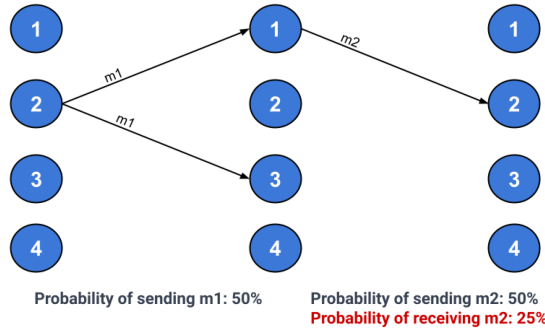 1 1 1
m1 m2
2 2 2
m1
3 3 3
4 4 4
Probability of sending m1: 50% Probability of sending m2: 50%
Probability of receiving m2: 25%